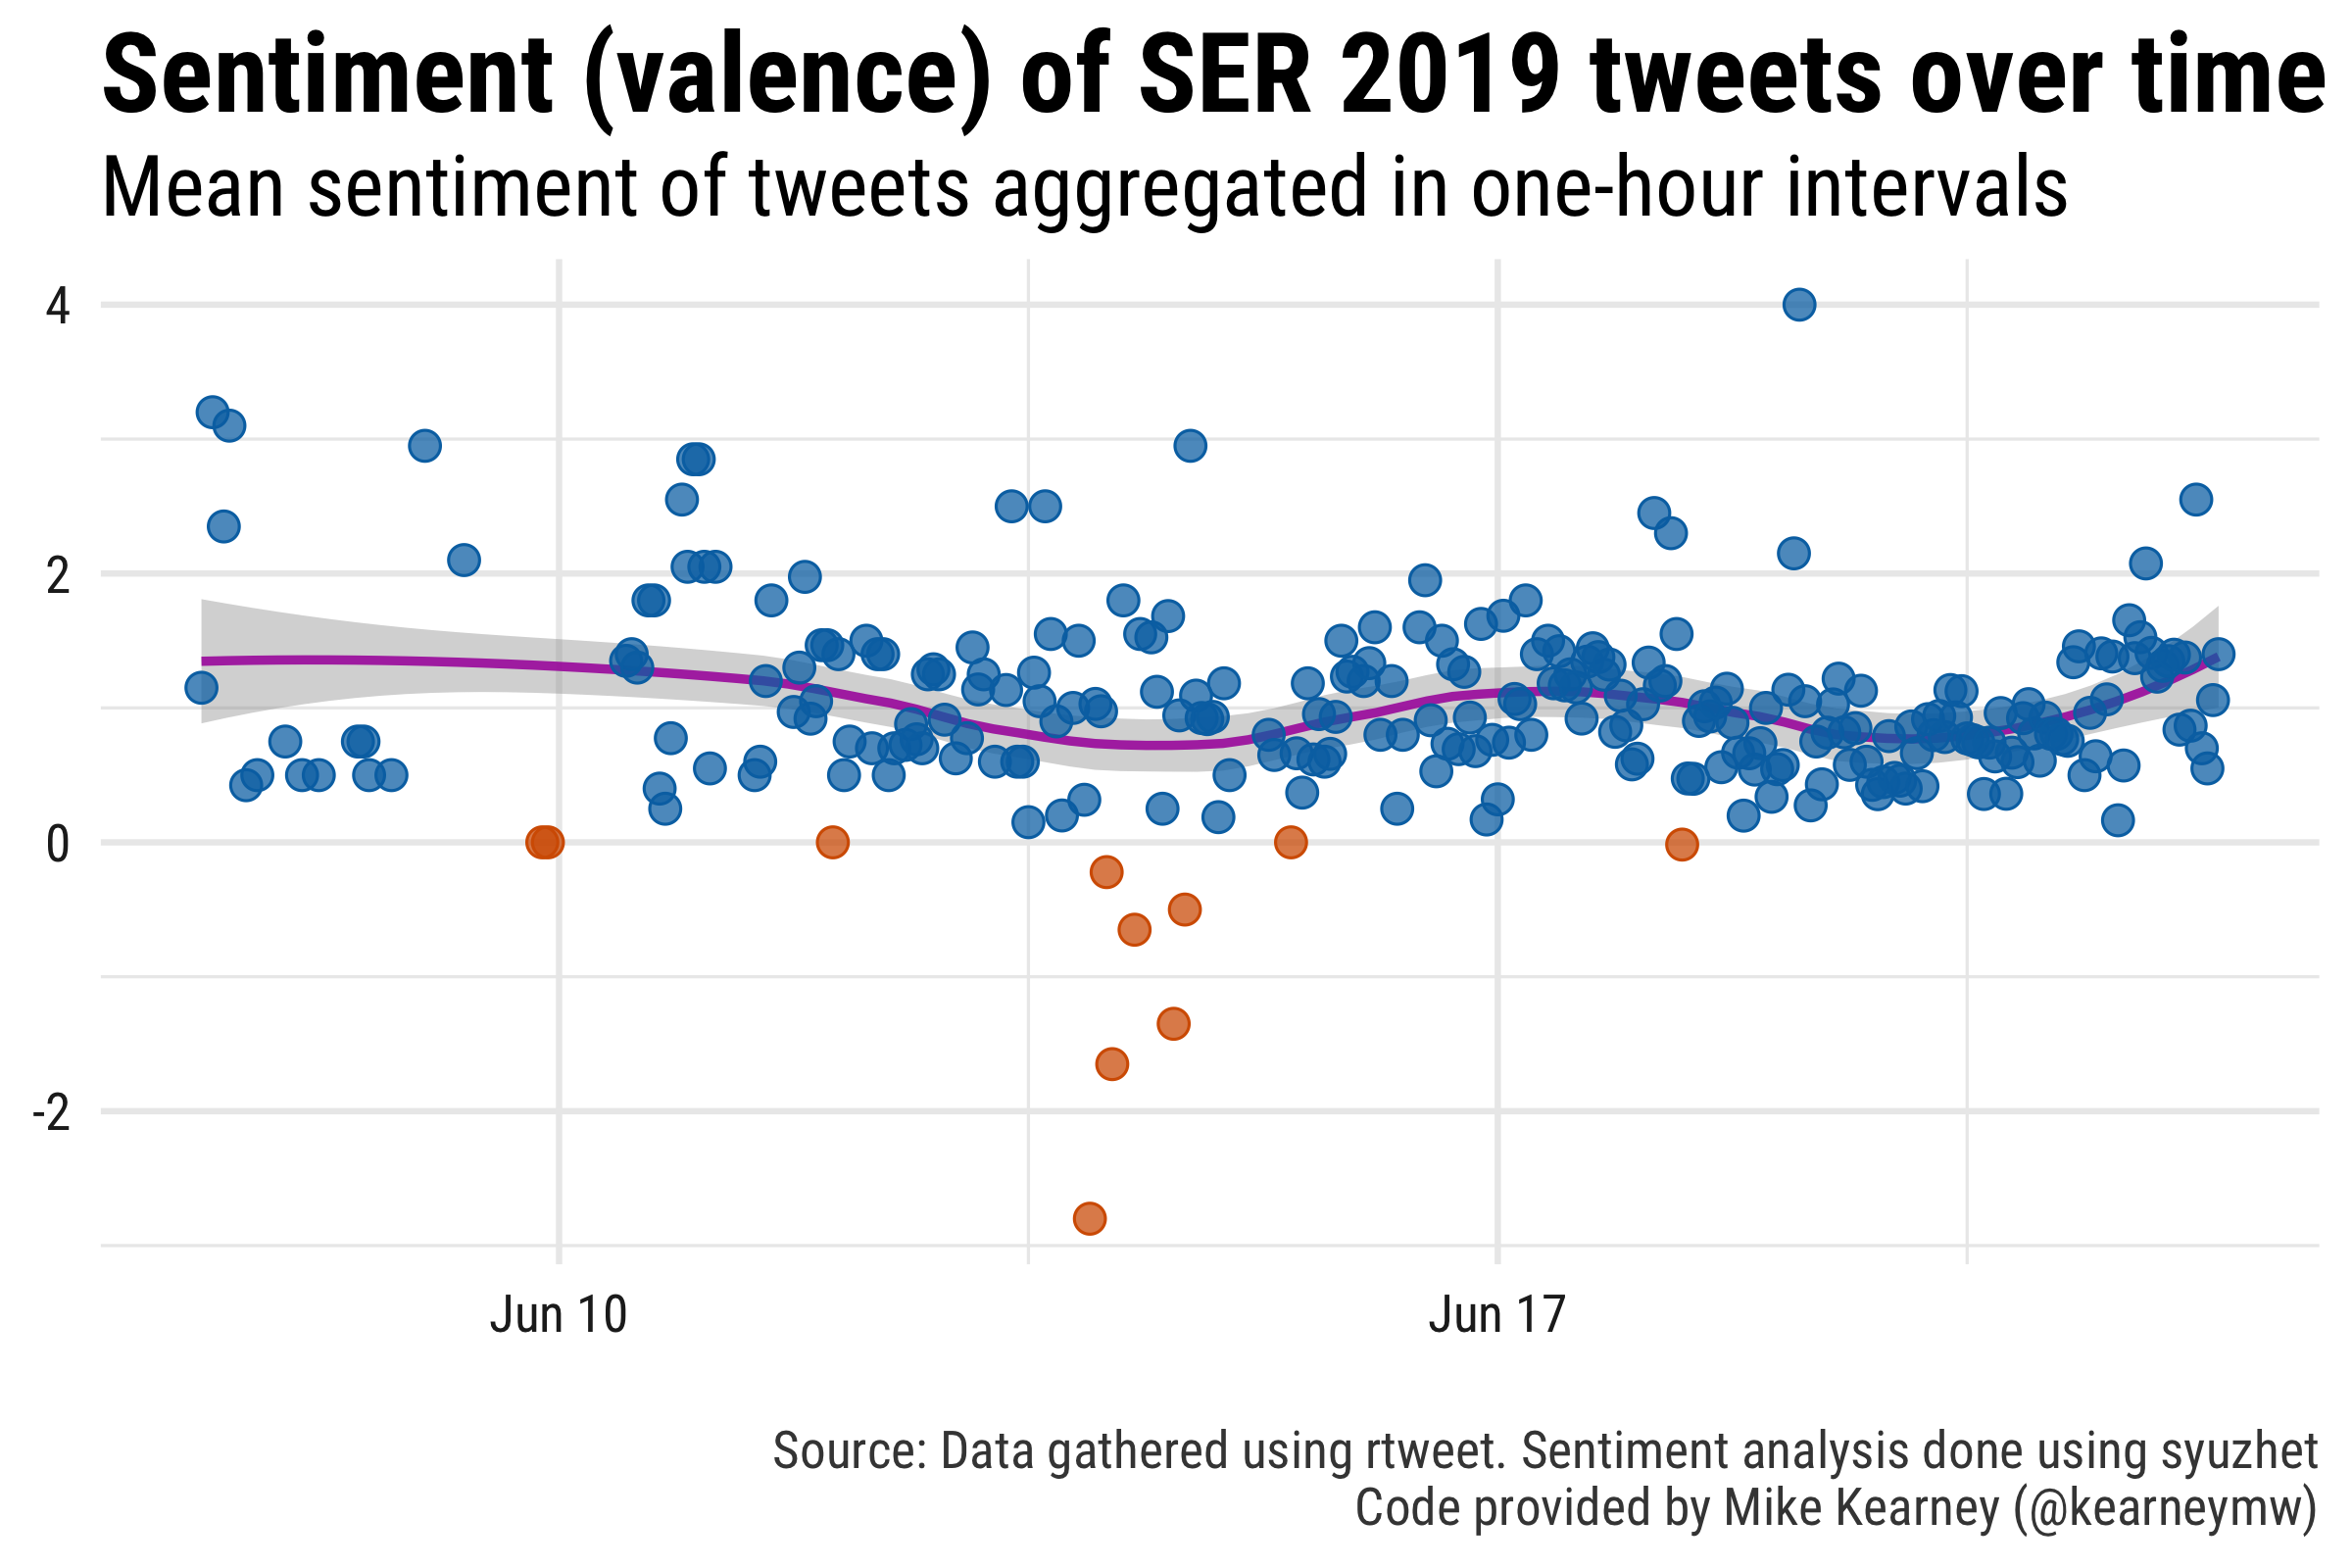 Sentiment (valence) of SER 2019 tweets over time
Mean sentiment of tweets aggregated in one-hour intervals
4
2
0
-2
Jun 10
Jun 17
Source: Data gathered using rtweet. Sentiment analysis done using syuzhet
Code provided by Mike Kearney (@kearneymw)